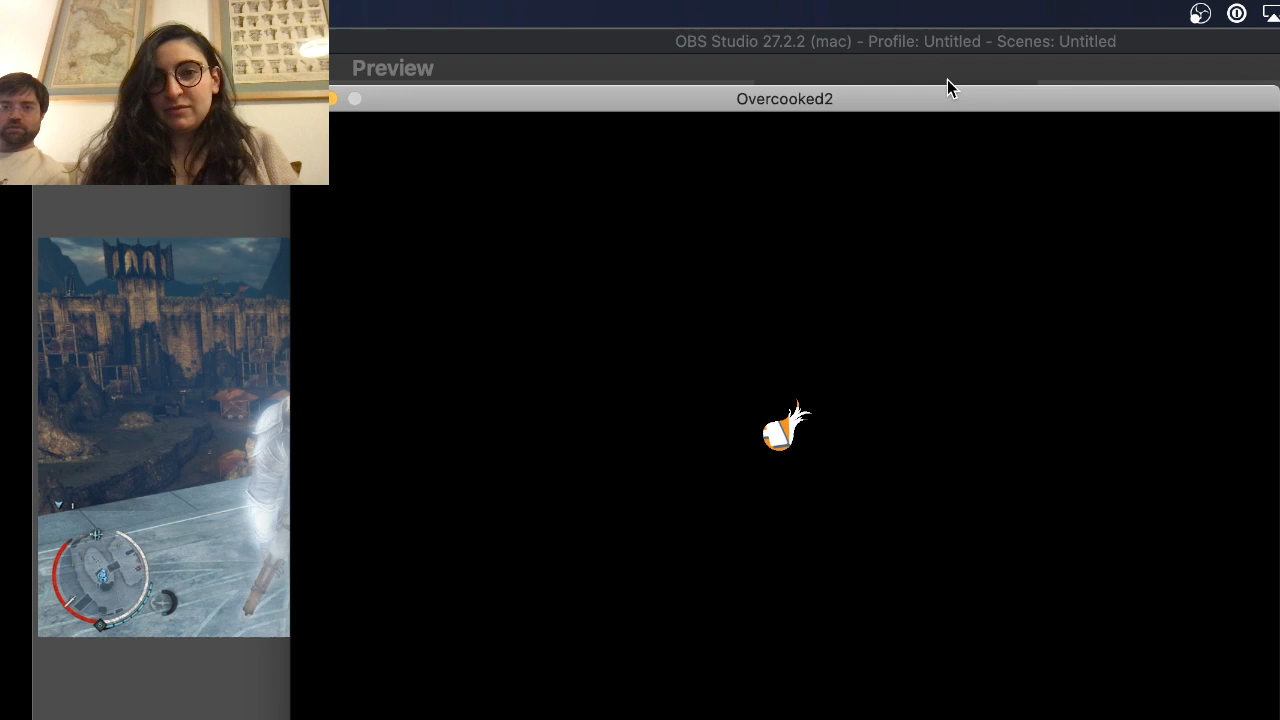 OBS Studio 27.2.2 (mac) - Profile: Untitled - Scenes: Untitled
Preview
Overcooked2